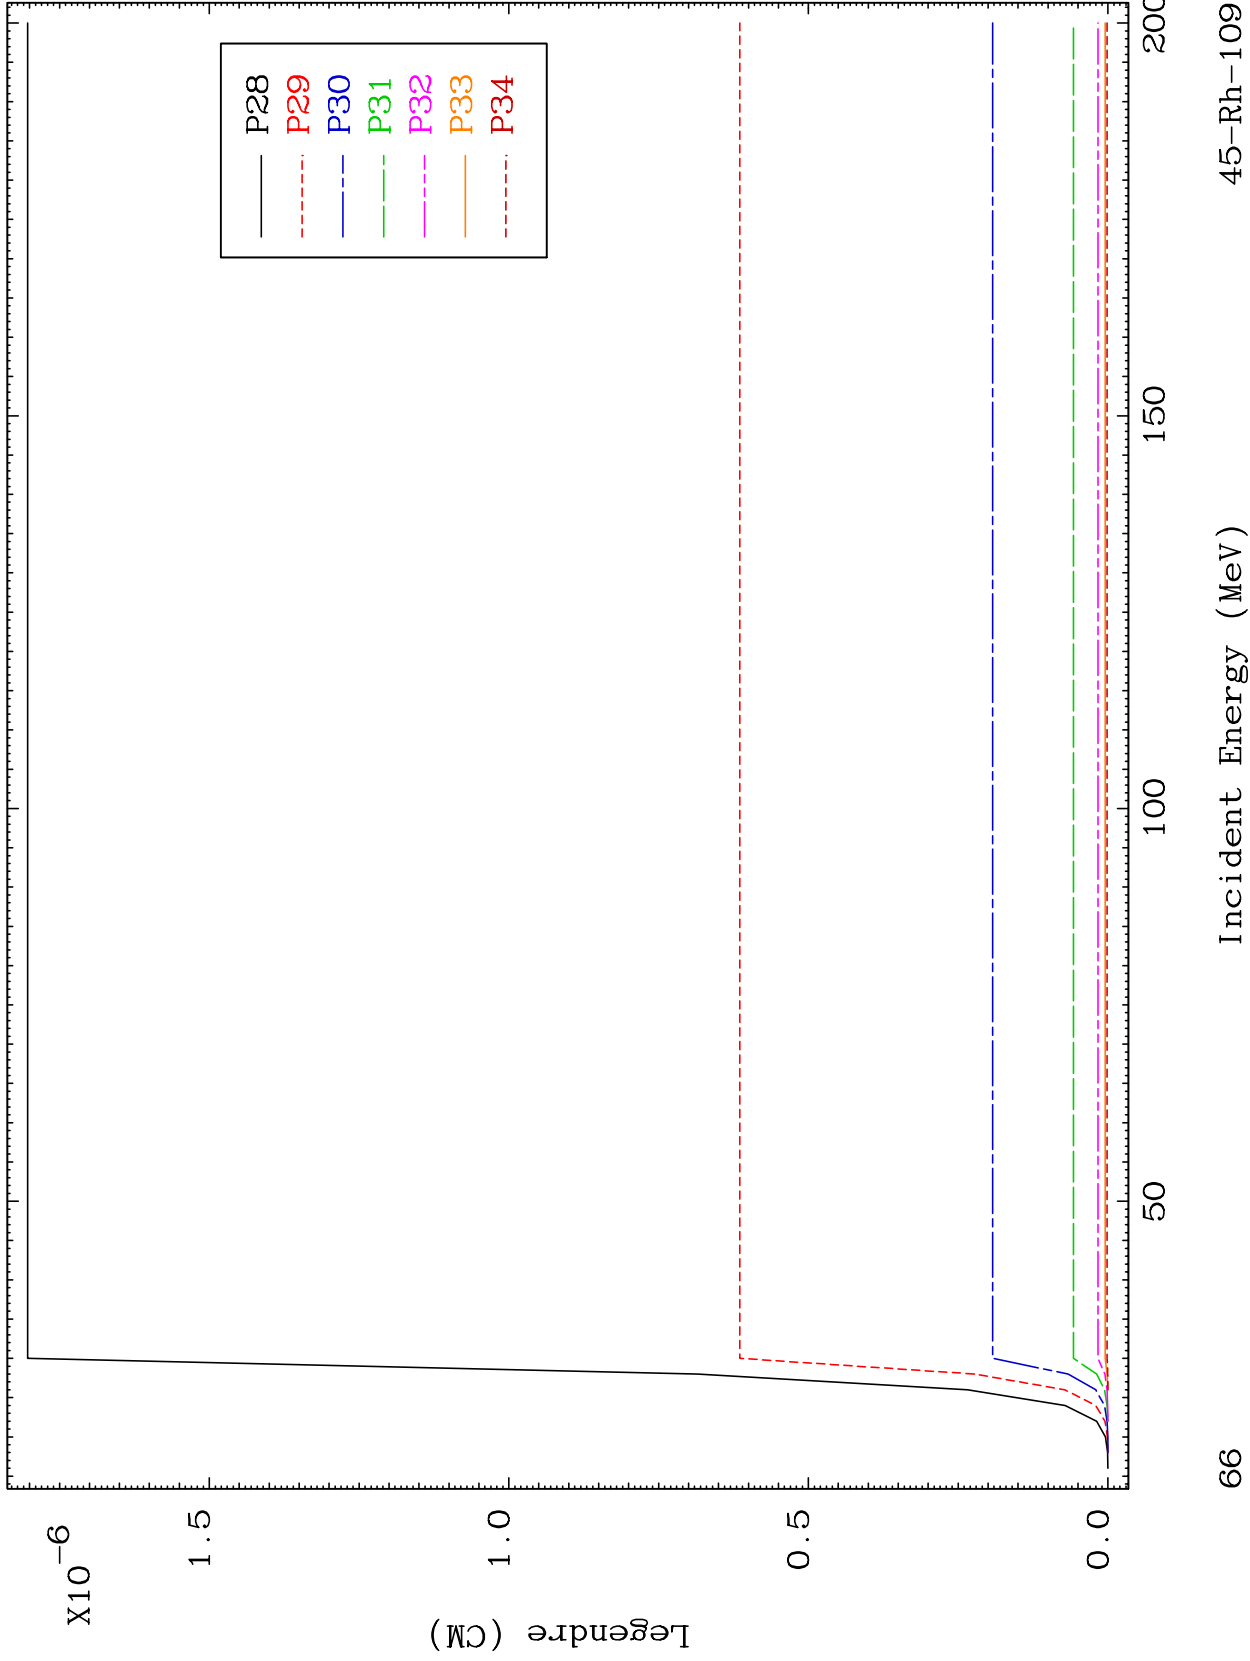 X10-6
Legendre (CM)
1.5
1.0
0.5
0.0
P28
P29
P30
P31
P32
P33
P34
50
100
150
200
Incident Energy (MeV)
66
45-Rh-109